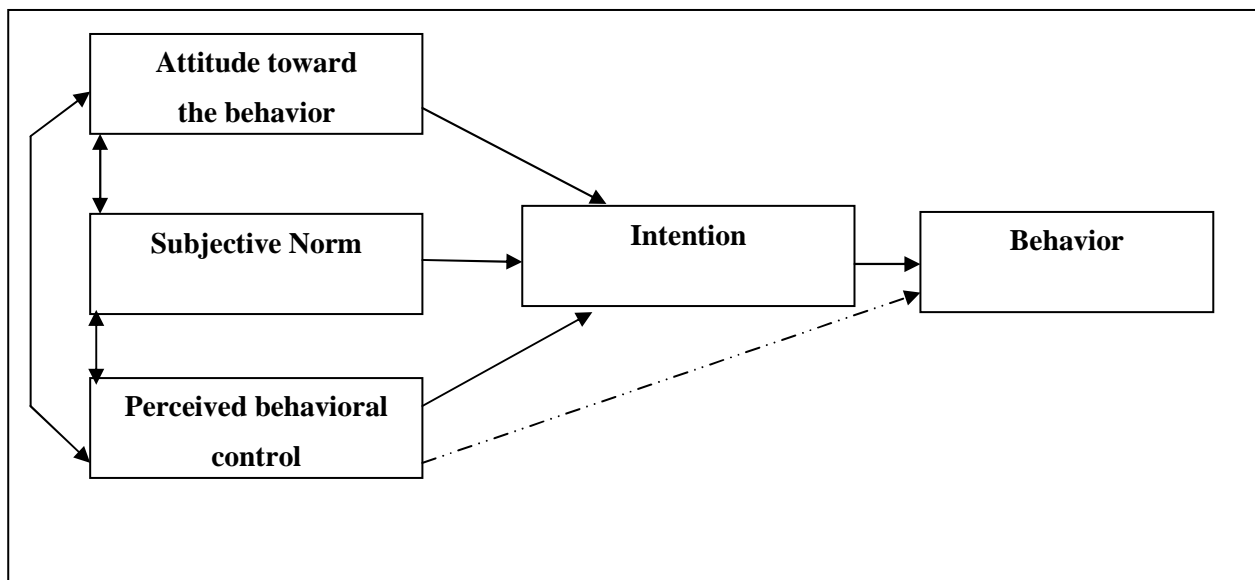 Attitude toward
the behavior
Subjective Norm
Intention
Behavior
Perceived behavioral
control